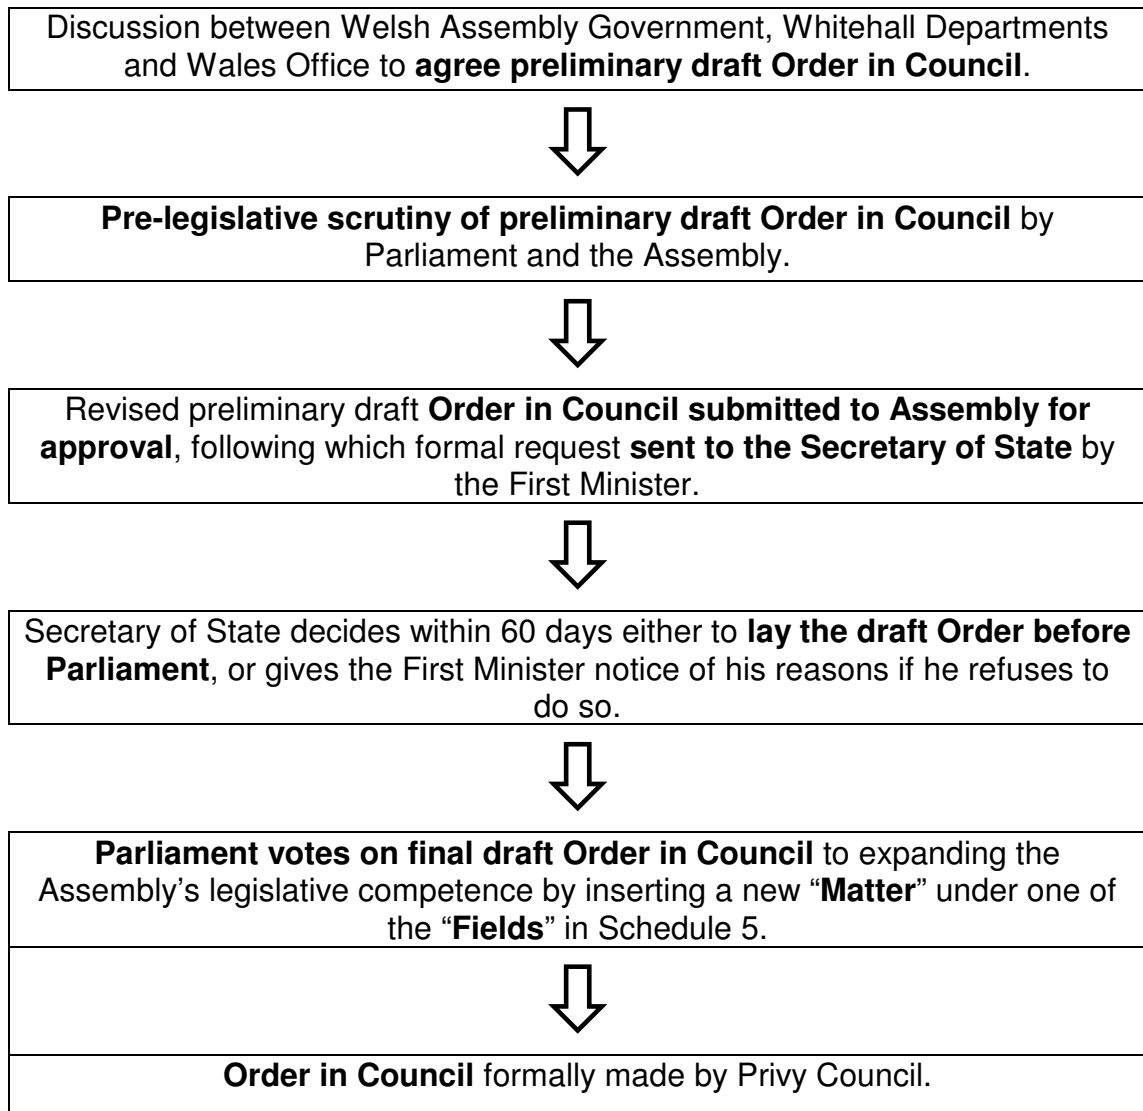 Discussion between Welsh Assembly Government, Whitehall Departments
and Wales Office to agree preliminary draft Order in Council.
Pre-legislative scrutiny of preliminary draft Order in Council by
Parliament and the Assembly.
Revised preliminary draft Order in Council submitted to Assembly for
approval, following which formal request sent to the Secretary of State by
the First Minister.
Secretary of State decides within 60 days either to lay the draft Order before
Parliament, or gives the First Minister notice of his reasons if he refuses to
do so.
Parliament votes on final draft Order in Council to expanding the
Assembly’s legislative competence by inserting a new “Matter” under one of
the “Fields” in Schedule 5.
Order in Council formally made by Privy Council.